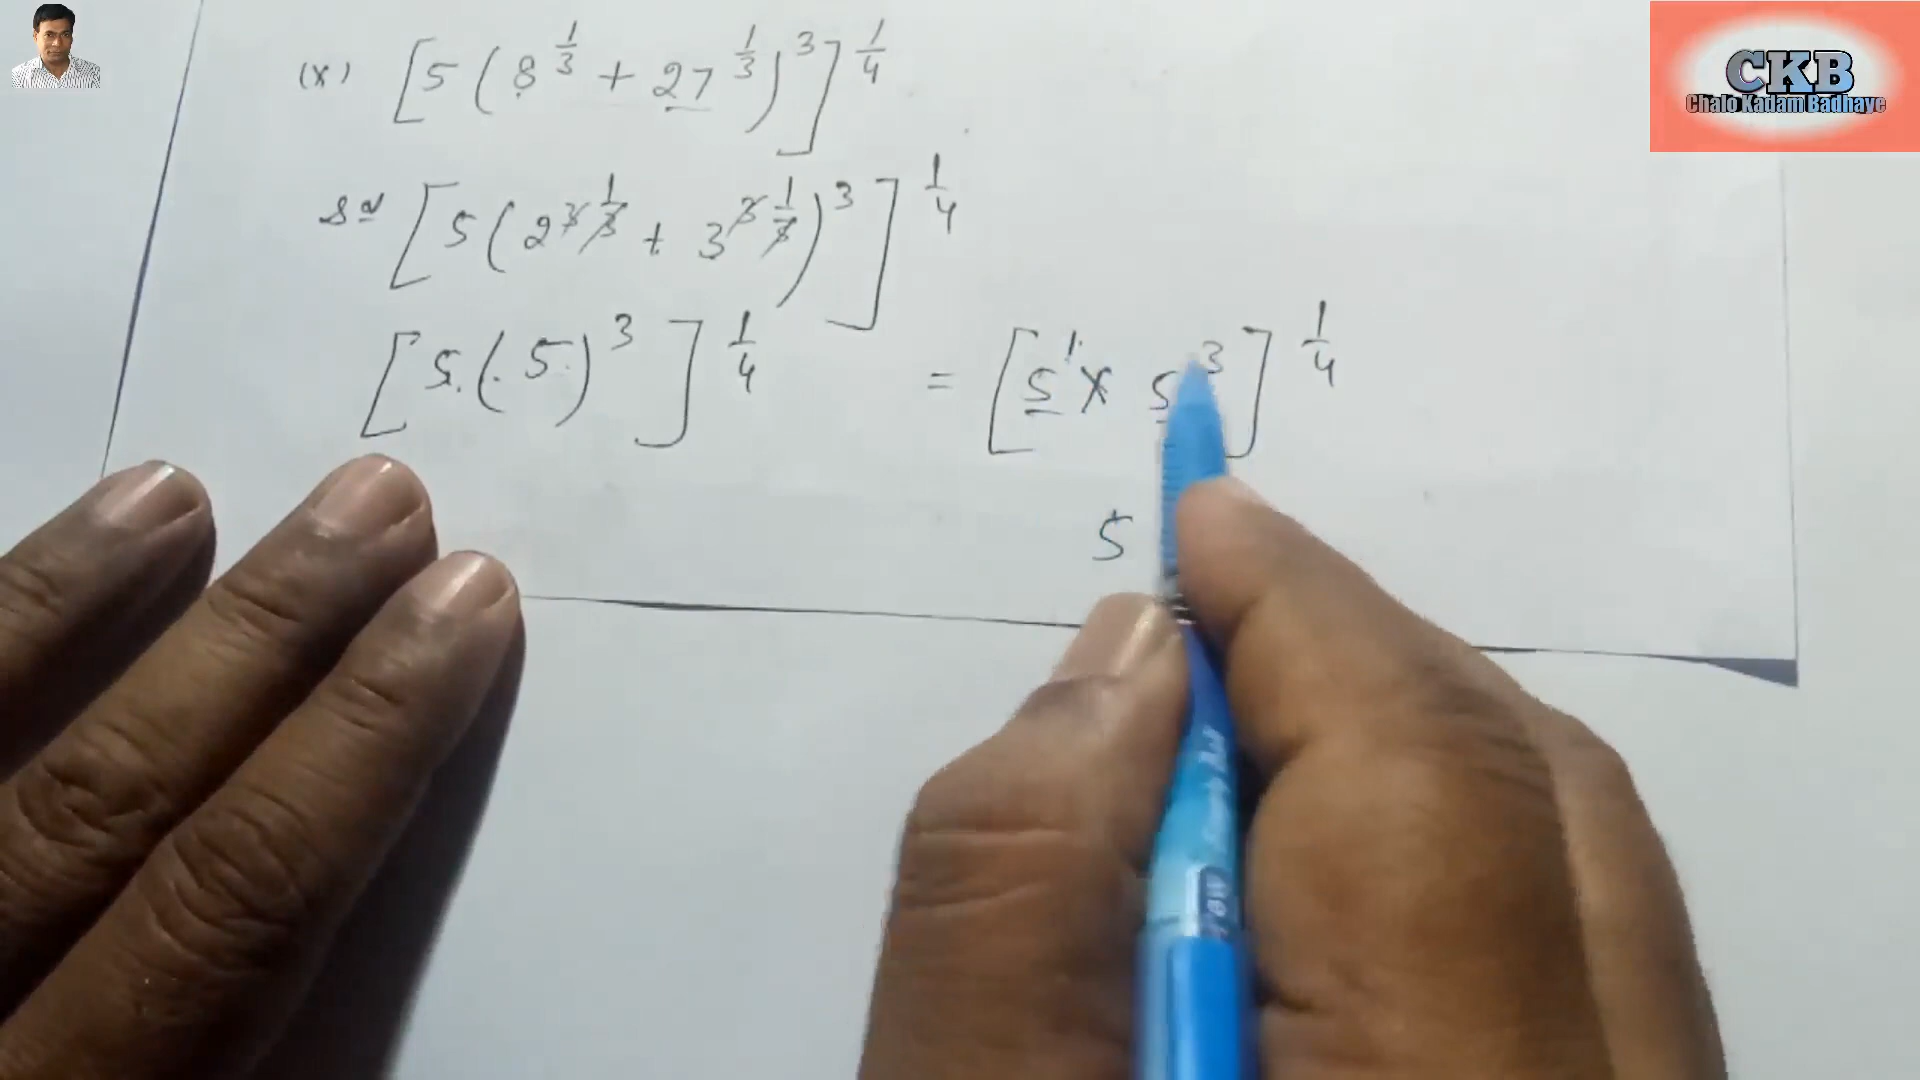 CKB
Chalo Kadam Badhaye
(x) [5(8^{1/3} + 27^{1/3})^3]^{1/4}
Sol [5(2^{3×1/3} + 3^{3×1/3})^3]^{1/4}
[5.(5)^3]^{1/4} = [5^1 × 5^3]^{1/4}
5